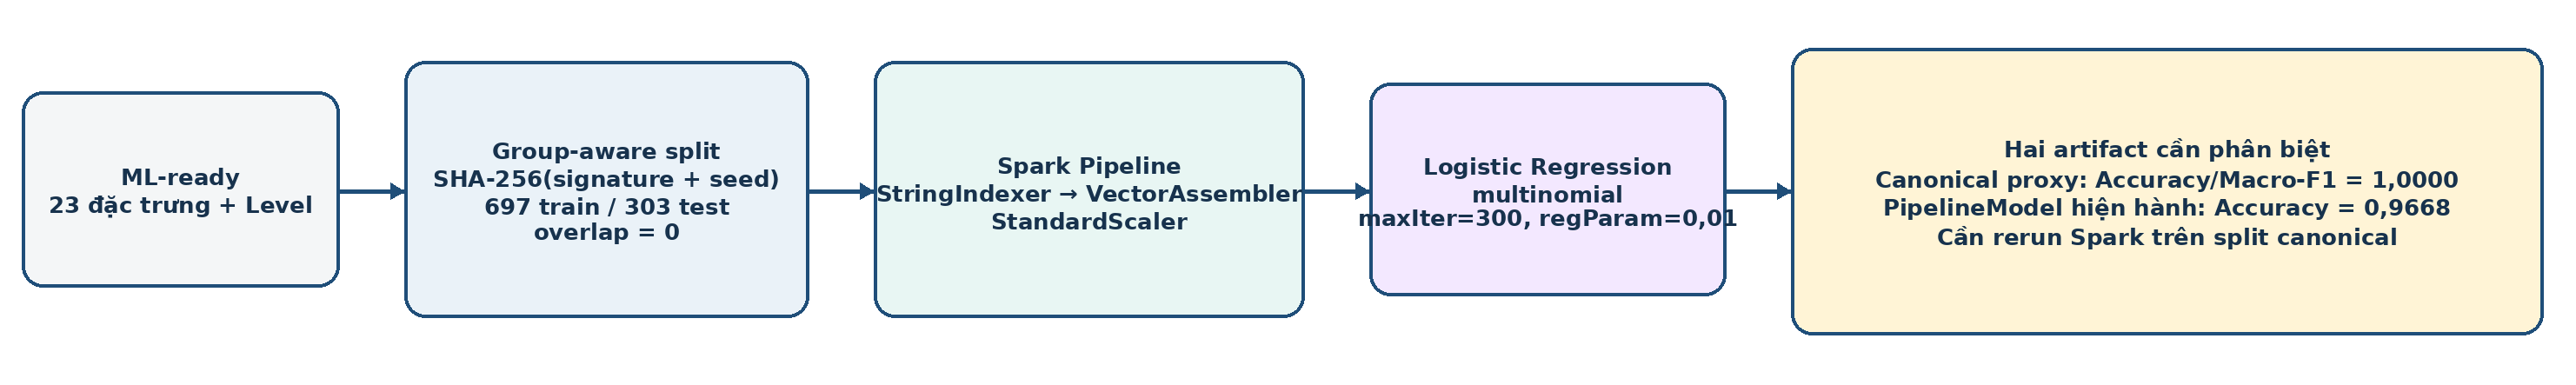 ML-ready
23 đặc trưng + Level
Group-aware split
SHA-256(signature + seed)
697 train / 303 test
overlap = 0
Spark Pipeline
StringIndexer → VectorAssembler
StandardScaler
Logistic Regression
multinomial
maxIter=300, regParam=0,01
Hai artifact cần phân biệt
Canonical proxy: Accuracy/Macro-F1 = 1,0000
PipelineModel hiện hành: Accuracy = 0,9668
Cần rerun Spark trên split canonical